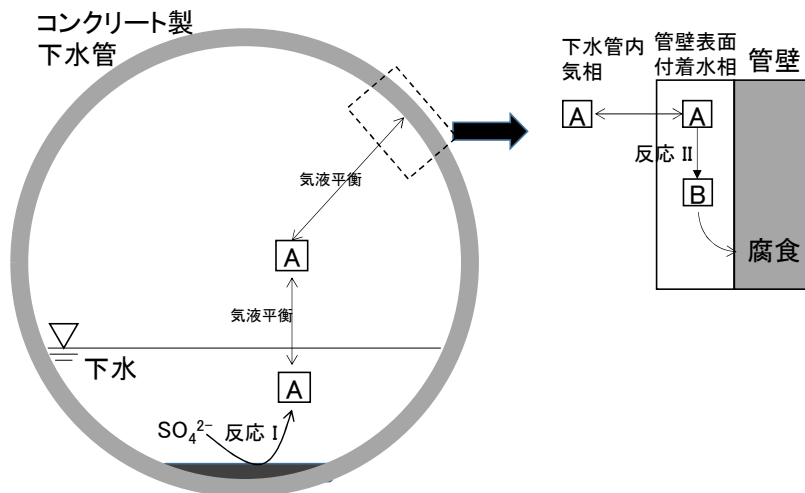 コンクリート製
下水管
気液平衡
A
気液平衡
下水
A
SO₄²⁻ 反応 I
下水管内
気相
管壁表面
付着水相
管壁
A
A
反応 II
B
腐食